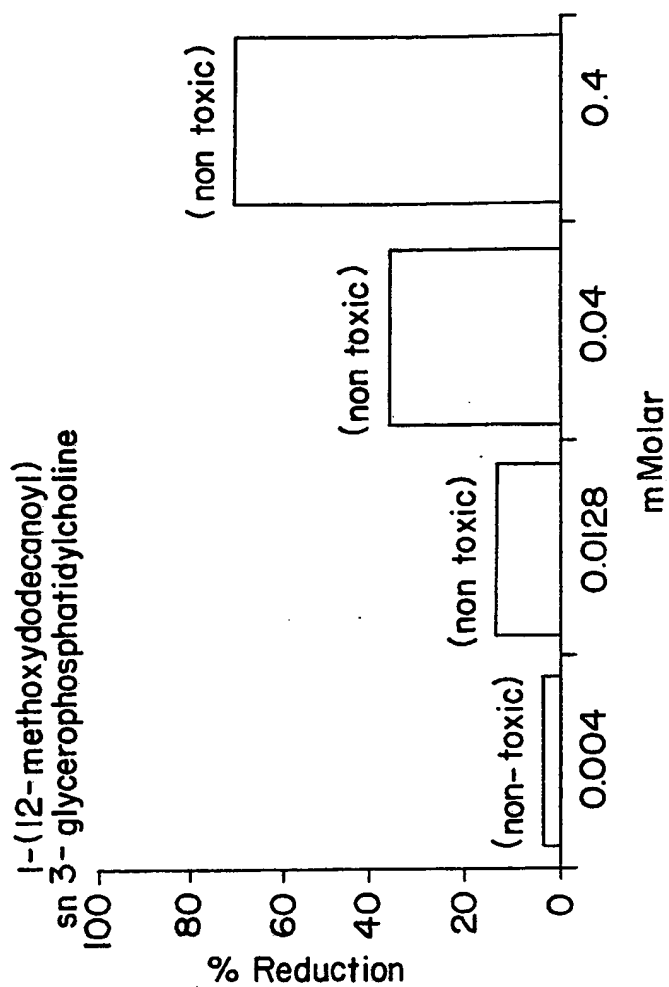 1-(12-methoxydodecanoyl)
sn 3-glycerophosphatidylcholine
100
80
60
40
20
0
% Reduction
(non-toxic)
(non toxic)
(non toxic)
(non toxic)
0.004
0.0128
0.04
0.4
mMolar